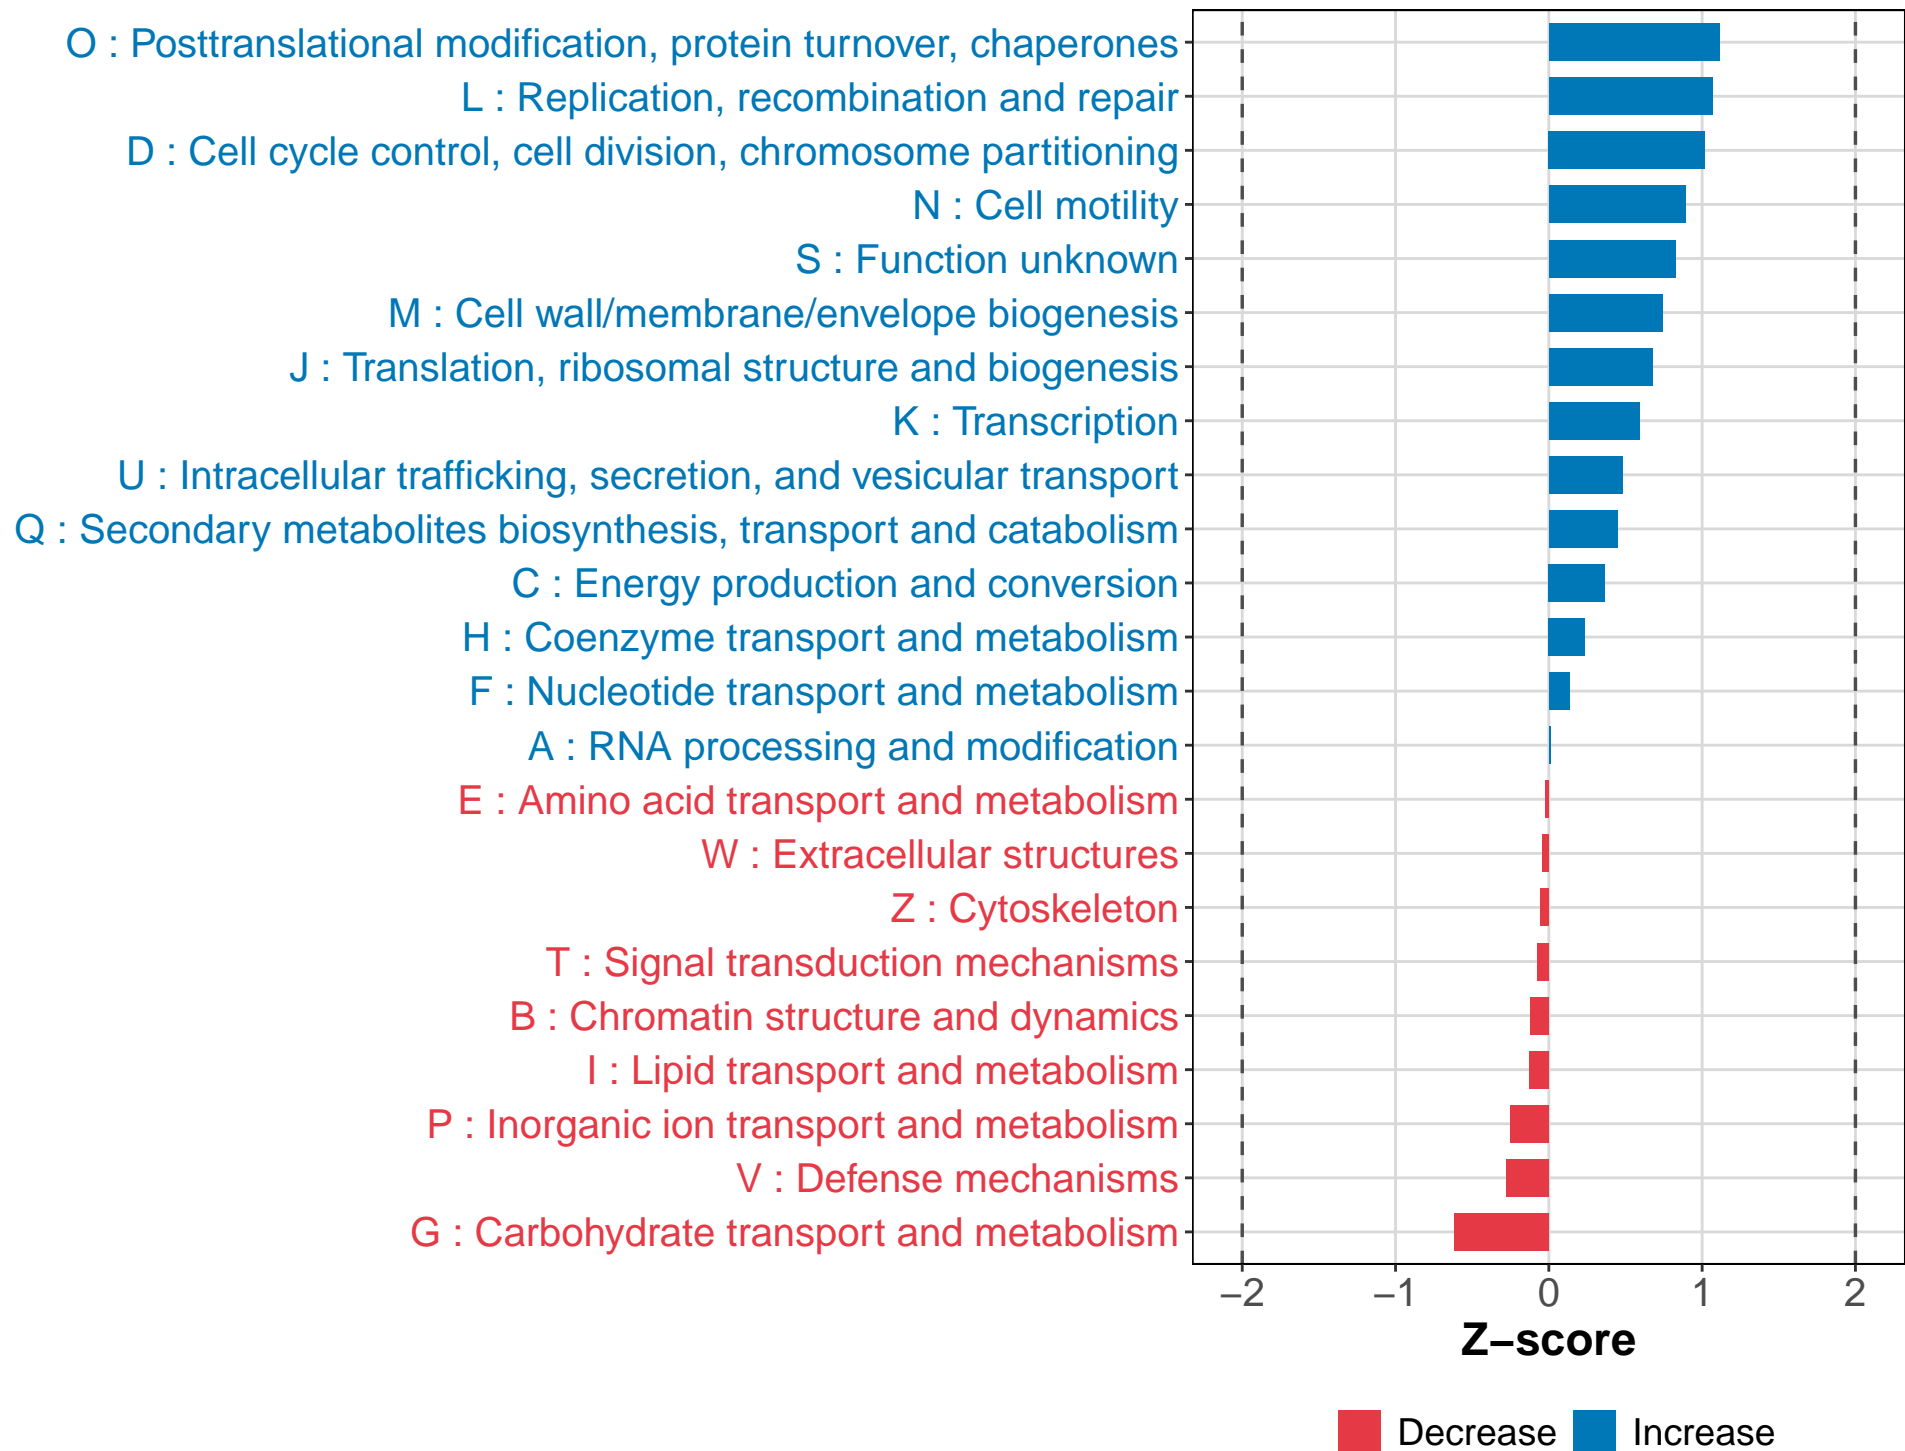 O : Posttranslational modification, protein turnover, chaperones
L : Replication, recombination and repair
D : Cell cycle control, cell division, chromosome partitioning
N : Cell motility
S : Function unknown
M : Cell wall/membrane/envelope biogenesis
J : Translation, ribosomal structure and biogenesis
K : Transcription
U : Intracellular trafficking, secretion, and vesicular transport
Q : Secondary metabolites biosynthesis, transport and catabolism
C : Energy production and conversion
H : Coenzyme transport and metabolism
F : Nucleotide transport and metabolism
A : RNA processing and modification
E : Amino acid transport and metabolism
W : Extracellular structures
Z : Cytoskeleton
T : Signal transduction mechanisms
B : Chromatin structure and dynamics
I : Lipid transport and metabolism
P : Inorganic ion transport and metabolism
V : Defense mechanisms
G : Carbohydrate transport and metabolism
−2 −1 0 1 2
Z−score
Decrease Increase